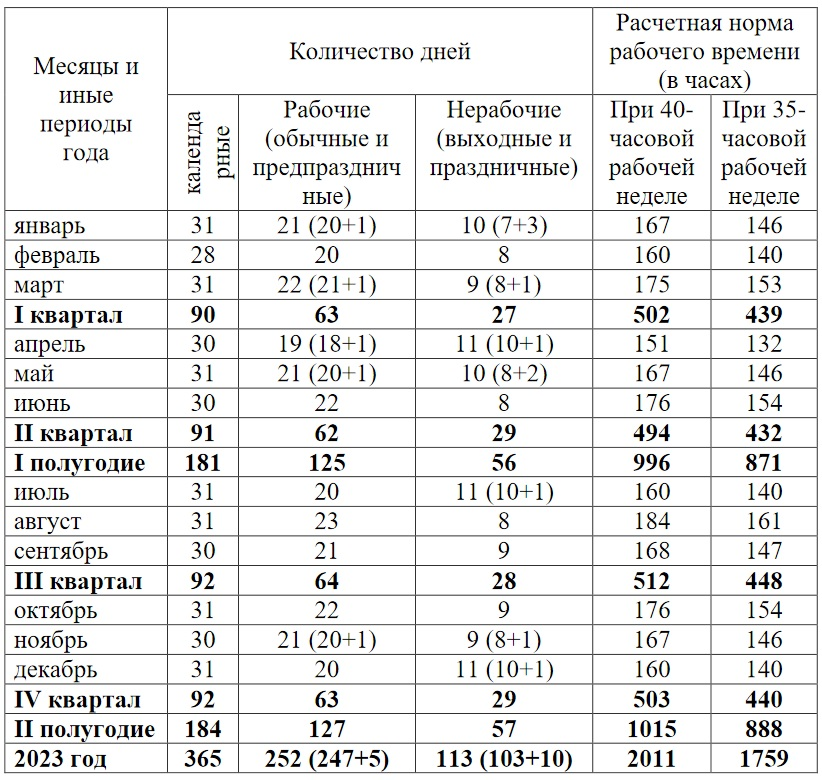 Месяцы и
иные
периоды
года
Количество дней
Расчетная норма
рабочего времени
(в часах)
календа
рные
Рабочие
(обычные и
предпразднич
ные)
Нерабочие
(выходные и
праздничные)
При 40-
часовой
рабочей
неделе
При 35-
часовой
рабочей
неделе
январь 31 21 (20+1) 10 (7+3) 167 146
февраль 28 20 8 160 140
март 31 22 (21+1) 9 (8+1) 175 153
I квартал 90 63 27 502 439
апрель 30 19 (18+1) 11 (10+1) 151 132
май 31 21 (20+1) 10 (8+2) 167 146
июнь 30 22 8 176 154
II квартал 91 62 29 494 432
I полугодие 181 125 56 996 871
июль 31 20 11 (10+1) 160 140
август 31 23 8 184 161
сентябрь 30 21 9 168 147
III квартал 92 64 28 512 448
октябрь 31 22 9 176 154
ноябрь 30 21 (20+1) 9 (8+1) 167 146
декабрь 31 20 11 (10+1) 160 140
IV квартал 92 63 29 503 440
II полугодие 184 127 57 1015 888
2023 год 365 252 (247+5) 113 (103+10) 2011 1759